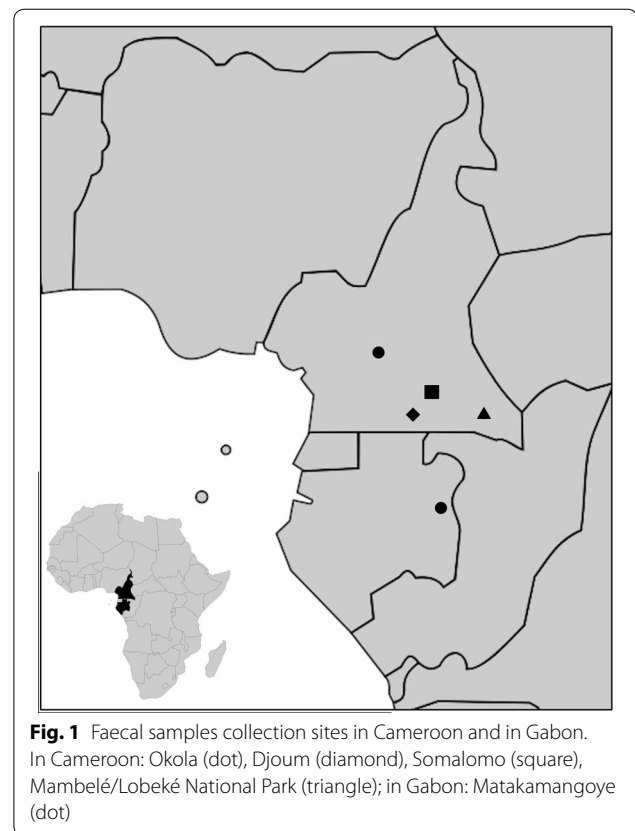 Fig. 1 Faecal samples collection sites in Cameroon and in Gabon.
In Cameroon: Okola (dot), Djoum (diamond), Somalomo (square),
Mambelé/Lobeké National Park (triangle); in Gabon: Matakamangoye
(dot)